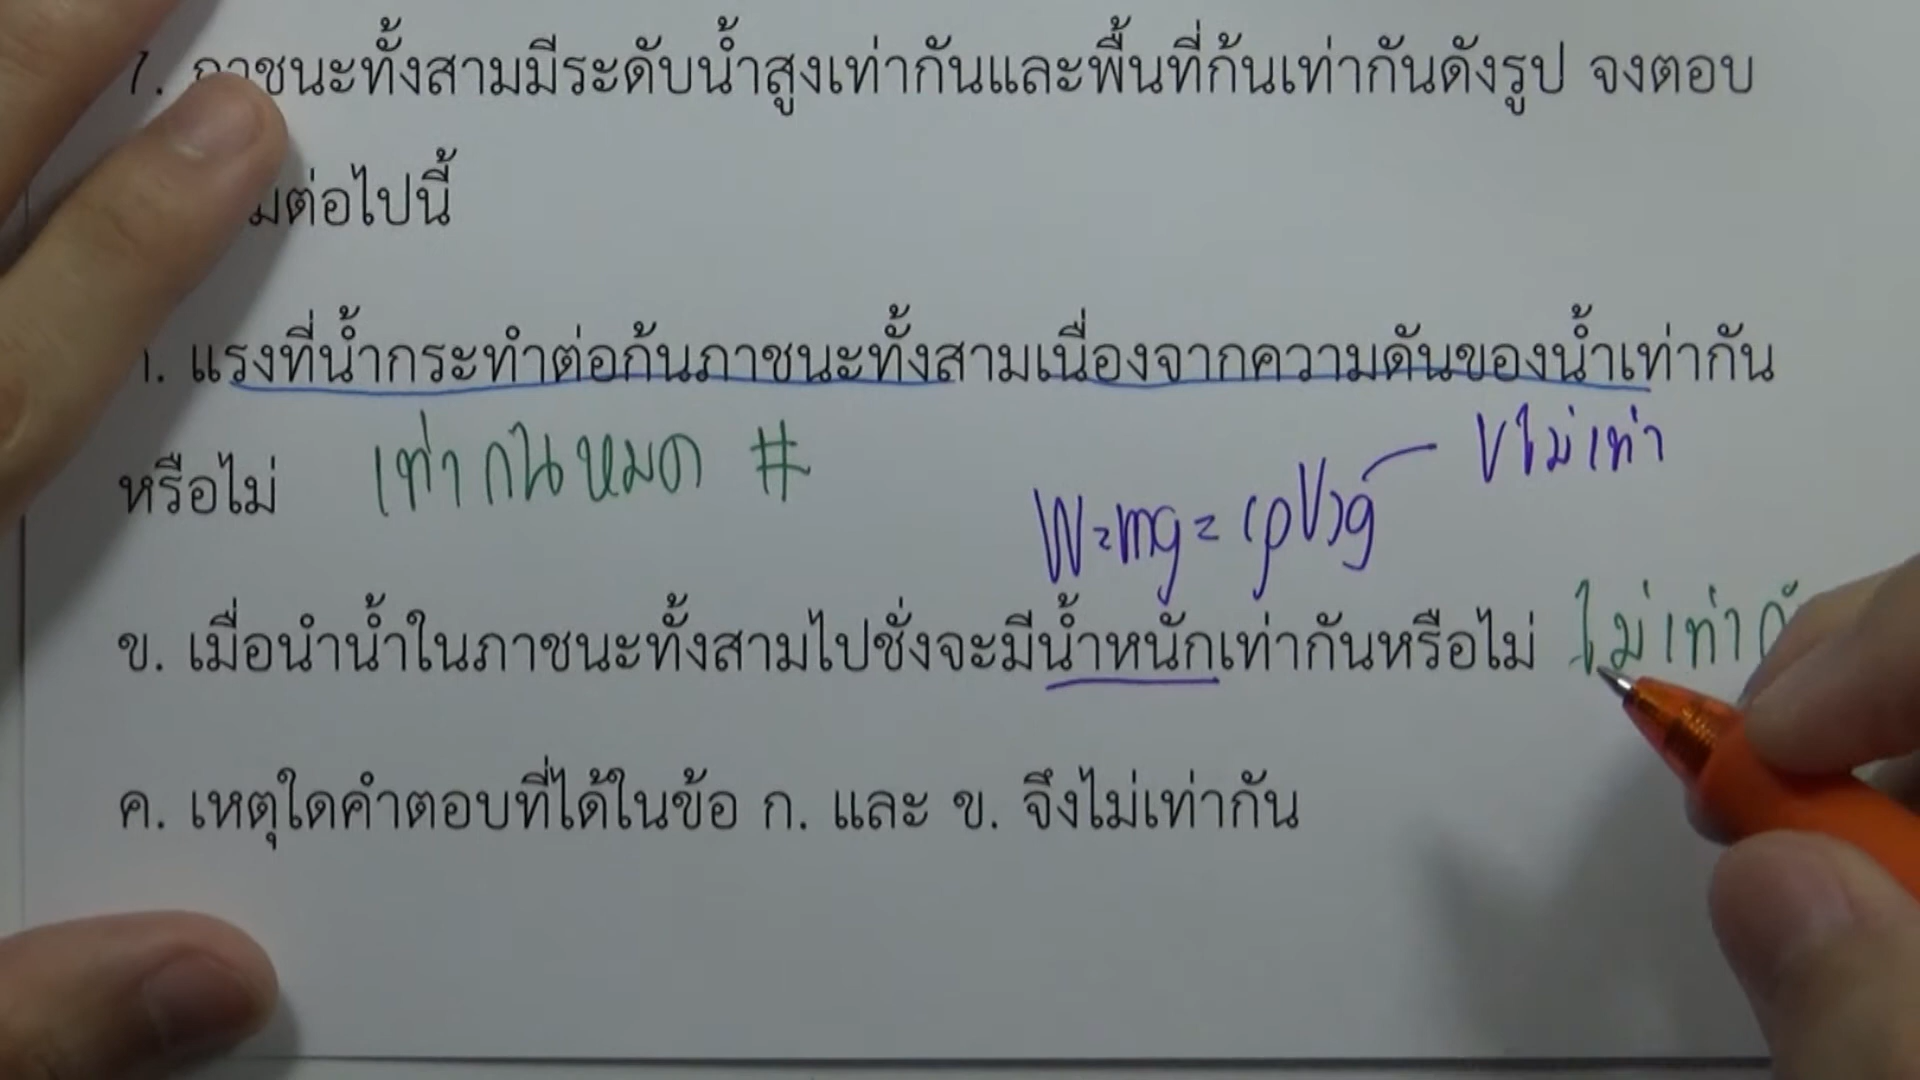 7. ภาชนะทั้งสามมีระดับน้ำสูงเท่ากันและพื้นที่ก้นเท่ากันดังรูป จงตอบ
มต่อไปนี้
แรงที่น้ำกระทำต่อก้นภาชนะทั้งสามเนื่องจากความดันของน้ำเท่ากัน
หรือไม่ เท่ากันหมด #
W=mg=(ρV)g V ไม่เท่า
ข. เมื่อนำน้ำในภาชนะทั้งสามไปชั่งจะมีน้ำหนักเท่ากันหรือไม่ ไม่เท่ากั
ค. เหตุใดคำตอบที่ได้ในข้อ ก. และ ข. จึงไม่เท่ากัน